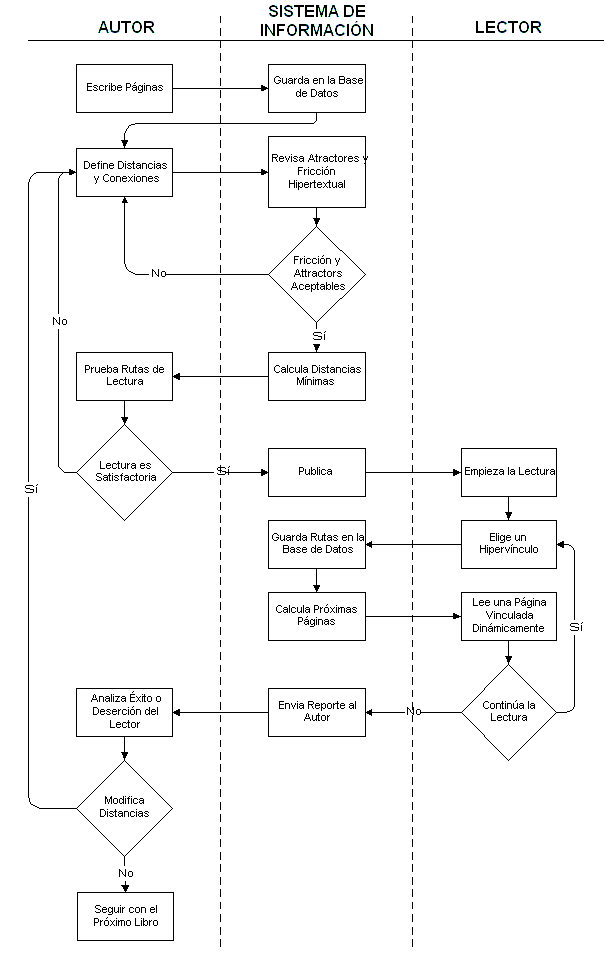 AUTOR
SISTEMA DE
INFORMACIÓN
LECTOR
Escribe Páginas
Guarda en la Base
de Datos
Define Distancias
y Conexiones
Revisa Atractores y
Fricción
Hipertextual
Fricción y
Attractors
Aceptables
No
Sí
No
Prueba Rutas de
Lectura
Calcula Distancias
Mínimas
Lectura es
Satisfactoria
Sí
Publica
Empieza la Lectura
Sí
Guarda Rutas en la
Base de Datos
Elige un
Hipervínculo
Calcula Próximas
Páginas
Lee una Página
Vinculada
Dinámicamente
Sí
Analiza Éxito o
Deserción del
Lector
Envia Reporte al
Autor
No
Continúa la
Lectura
Modifica
Distancias
No
Seguir con el
Próximo Libro